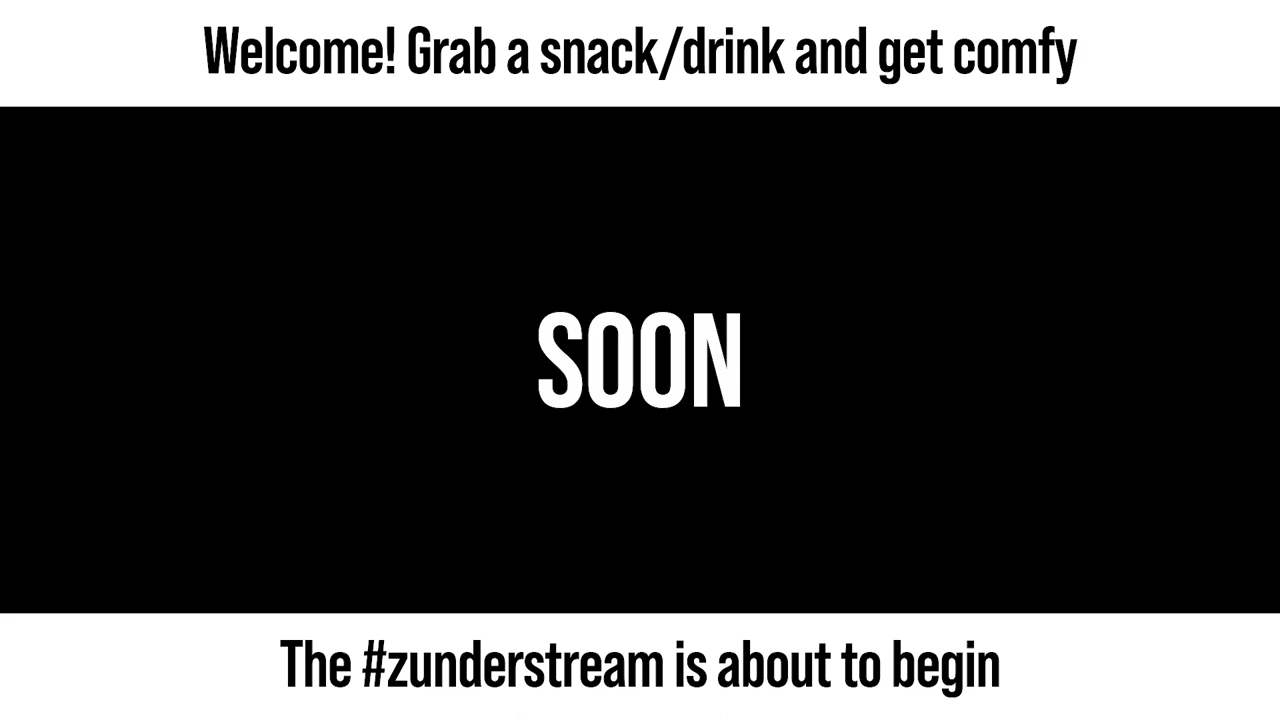 Welcome! Grab a snack/drink and get comfy
SOON
The #zunderstream is about to begin